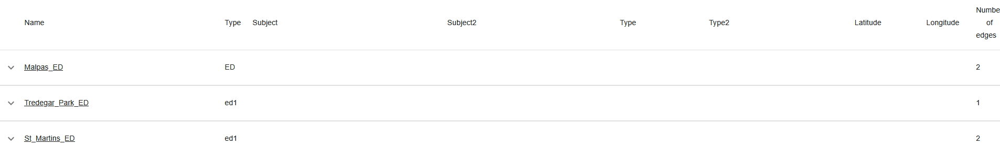 Name Type Subject Subject2 Type Type2 Latitude Longitude Numbe of edges
Malpas_ED ED 2
Tredegar_Park_ED ed1 1
St_Martins_ED ed1 2